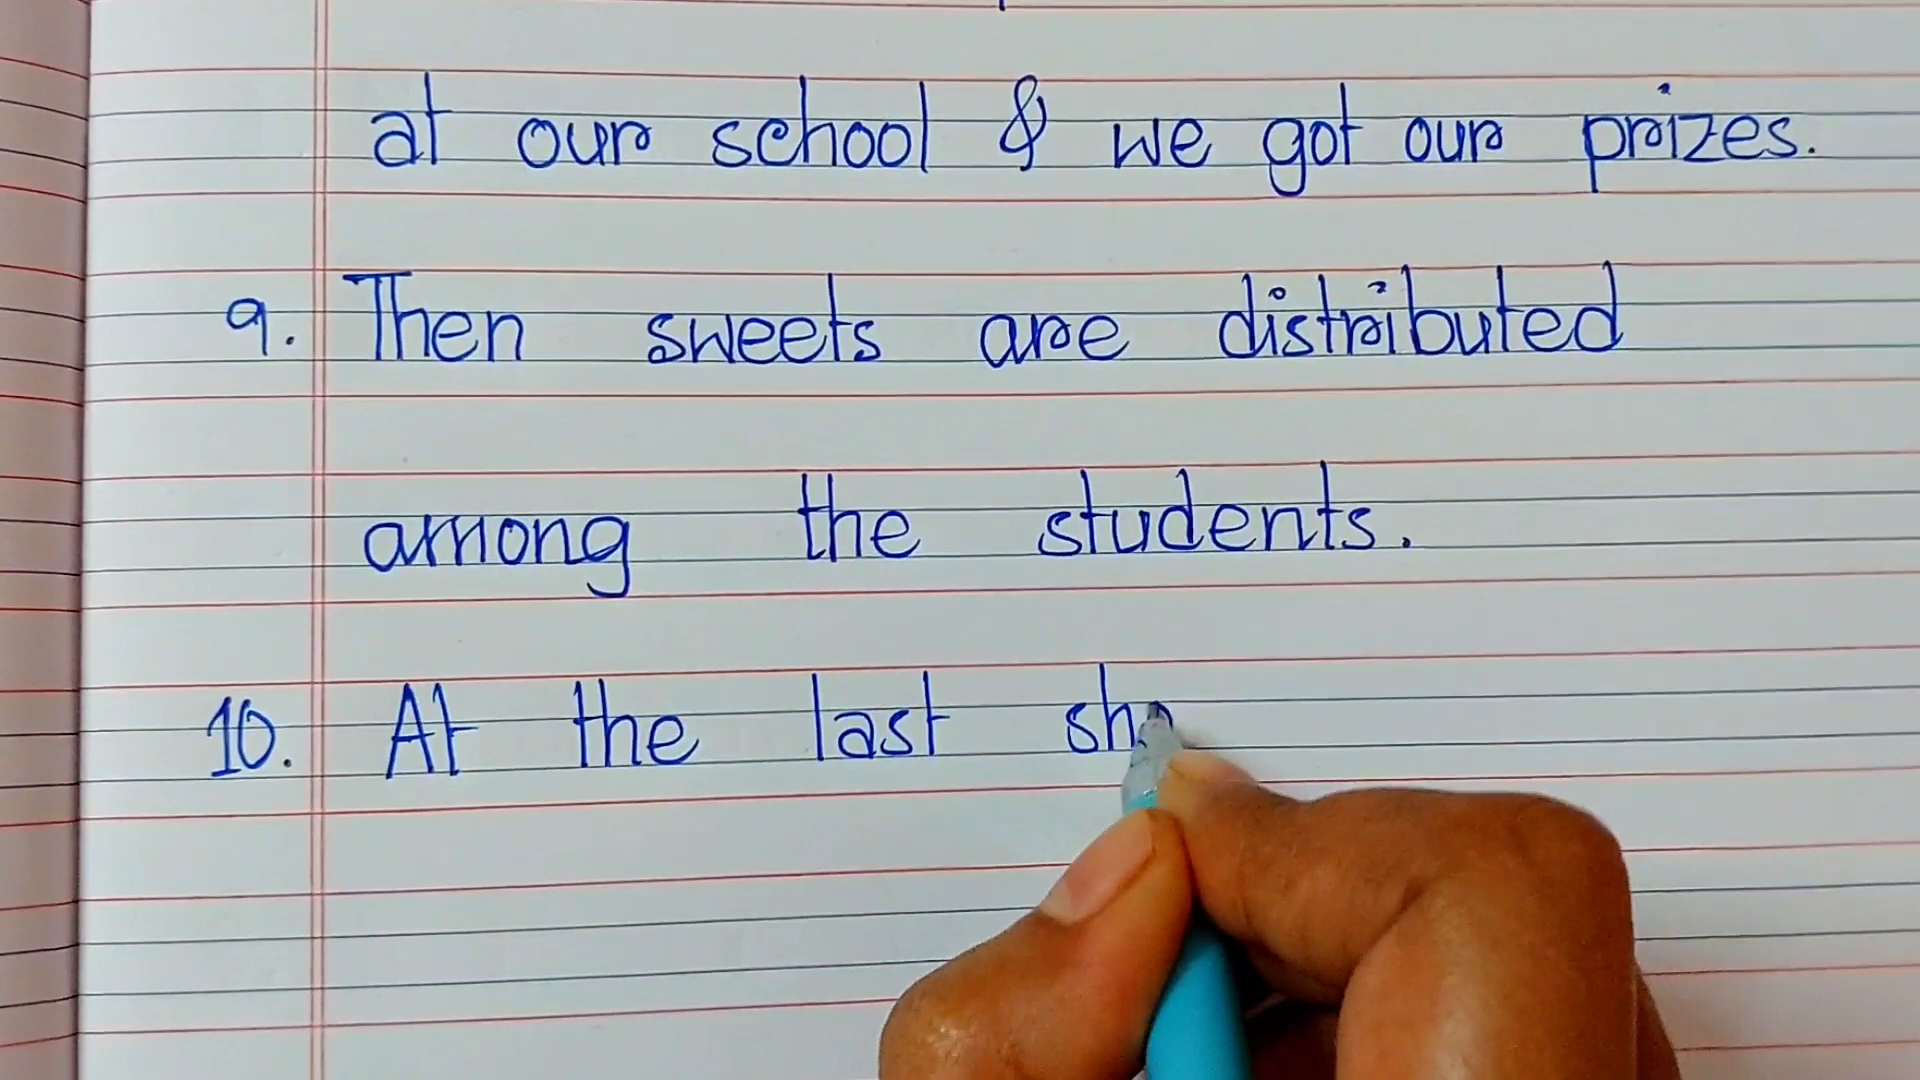 at our school & we got our prizes.
9. Then sweets are distributed
among the students.
10. At the last